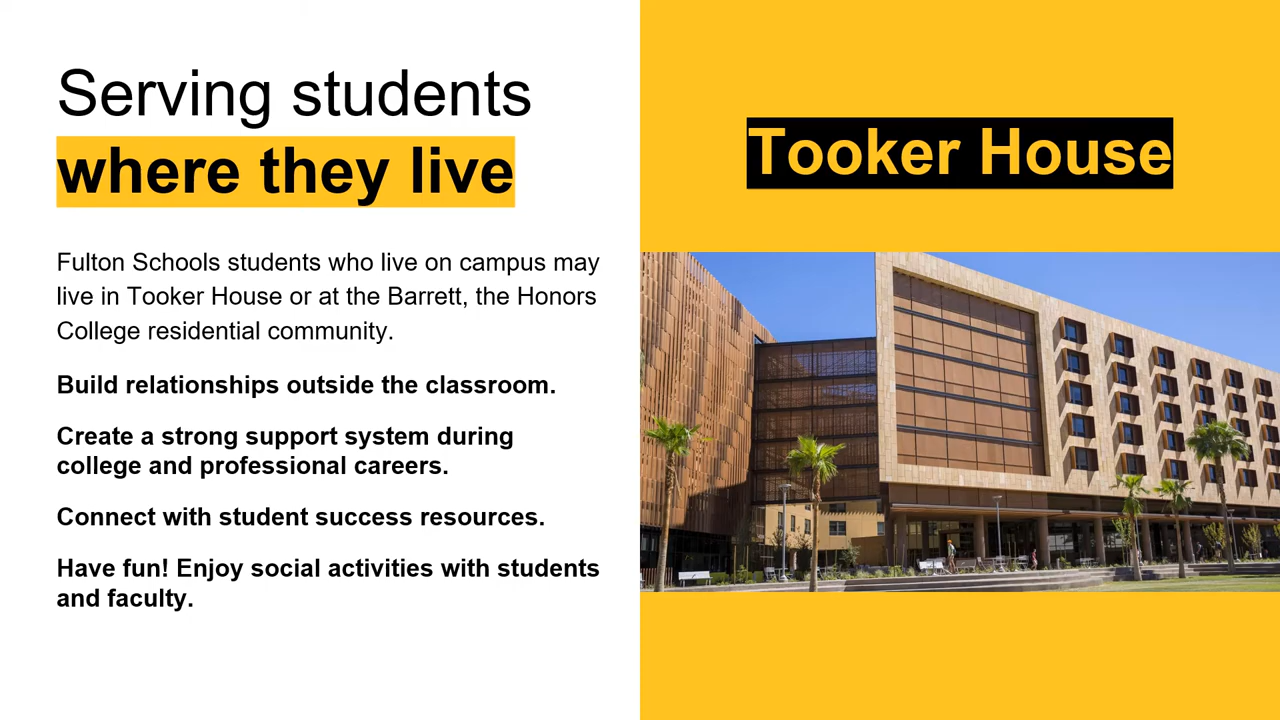 Serving students
where they live
Fulton Schools students who live on campus may
live in Tooker House or at the Barrett, the Honors
College residential community.
Build relationships outside the classroom.
Create a strong support system during
college and professional careers.
Connect with student success resources.
Have fun! Enjoy social activities with students
and faculty.
Tooker House